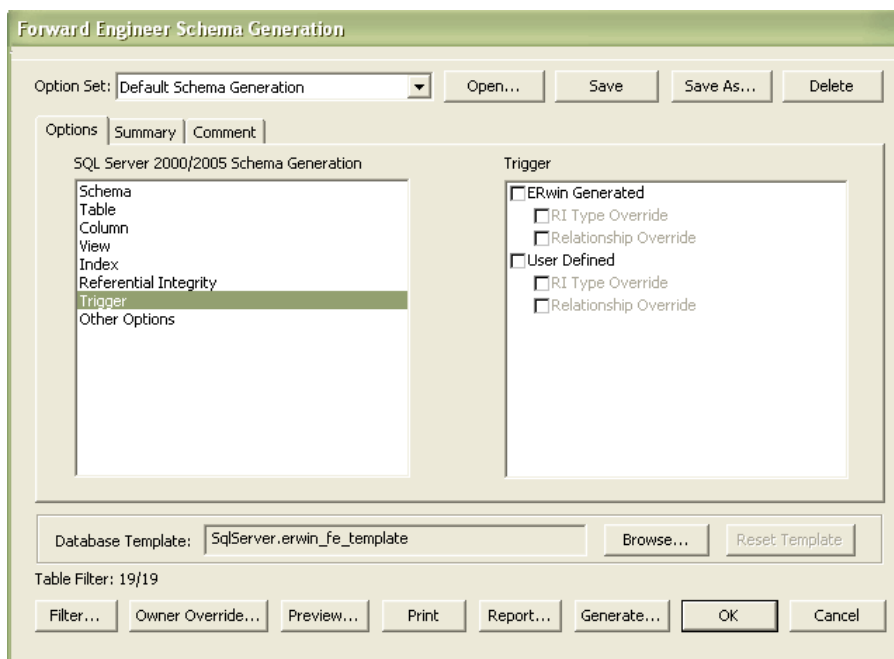 Forward Engineer Schema Generation
Option Set: Default Schema Generation Open... Save Save As... Delete
Options Summary Comment
SQL Server 2000/2005 Schema Generation
Schema
Table
Column
View
Index
Referential Integrity
Trigger
Other Options
Trigger
ERwin Generated
RI Type Override
Relationship Override
User Defined
RI Type Override
Relationship Override
Database Template: SqlServer.erwin_fe_template Browse... Reset Template
Table Filter: 19/19
Filter... Owner Override... Preview... Print Report... Generate... OK Cancel